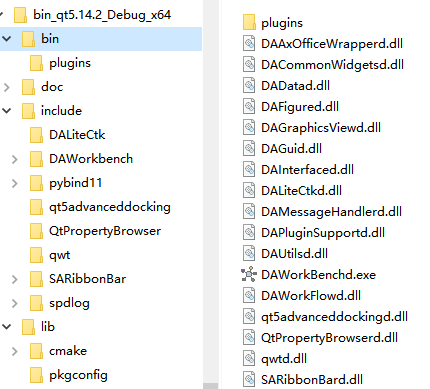 bin_qt5.14.2_Debug_x64
bin
plugins
doc
include
DALiteCtk
DAWorkbench
pybind11
qt5advanceddocking
QtPropertyBrowser
qwt
SARibbonBar
spdlog
lib
cmake
pkgconfig
plugins
DAAxOfficeWrapperd.dll
DACommonWidgetsd.dll
DADatad.dll
DAFigured.dll
DAGraphicsViewd.dll
DAGuid.dll
DAInterfaced.dll
DALiteCtkd.dll
DAMessageHandlerd.dll
DAPluginSupportd.dll
DAUtilsd.dll
DAWorkBenchd.exe
DAWorkFlowd.dll
qt5advanceddockingd.dll
QtPropertyBrowserd.dll
qwtd.dll
SARibbonBard.dll